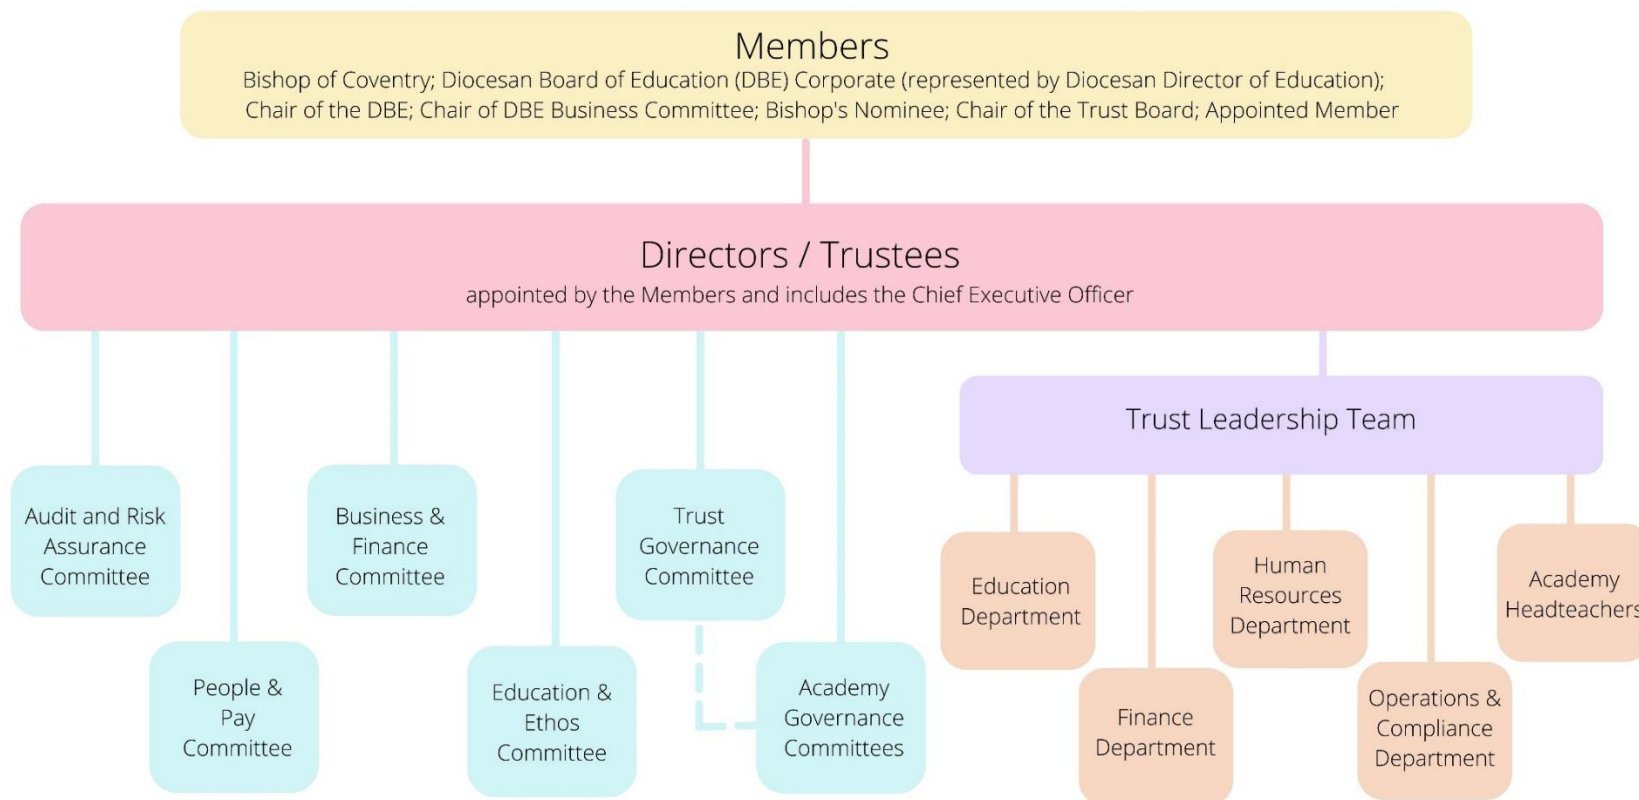 Members
Bishop of Coventry; Diocesan Board of Education (DBE) Corporate (represented by Diocesan Director of Education);
Chair of the DBE; Chair of DBE Business Committee; Bishop's Nominee; Chair of the Trust Board; Appointed Member
Directors / Trustees
appointed by the Members and includes the Chief Executive Officer
Trust Leadership Team
Audit and Risk
Assurance
Committee
Business &
Finance
Committee
Trust
Governance
Committee
People &
Pay
Committee
Education &
Ethos
Committee
Academy
Governance
Committees
Education
Department
Human
Resources
Department
Academy
Headteachers
Finance
Department
Operations &
Compliance
Department